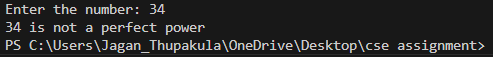 Enter the number: 34
34 is not a perfect power
PS C:\Users\Jagan_Thupakula\OneDrive\Desktop\cse assignment>